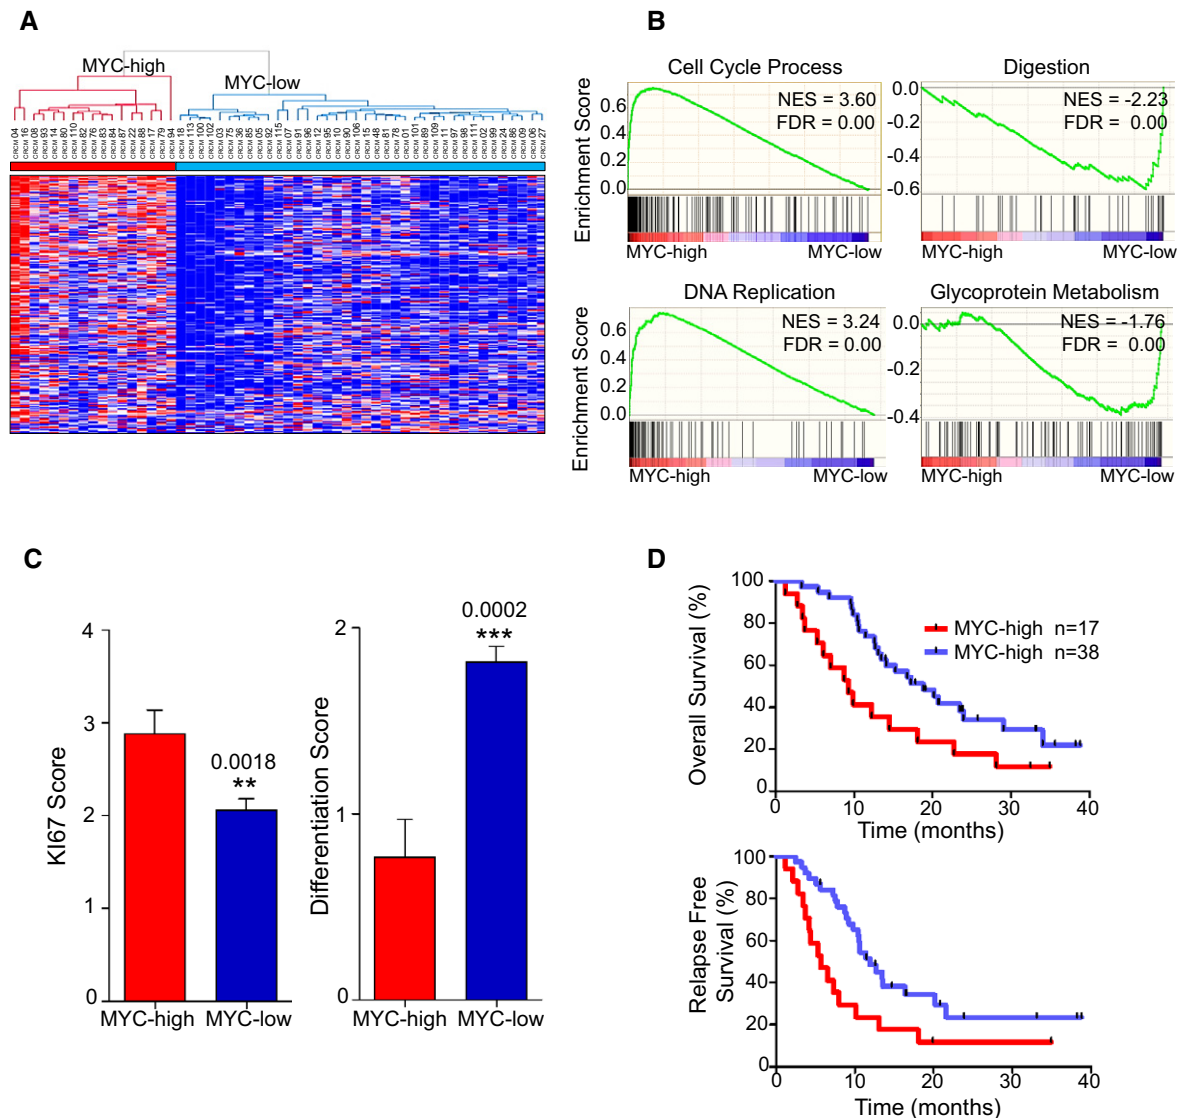 A
MYC-high
MYC-low
B
Cell Cycle Process
Enrichment Score
0.6
0.4
0.2
0.0
NES = 3.60
FDR = 0.00
MYC-high
MYC-low
Digestion
0.0
-0.2
-0.4
-0.6
NES = -2.23
FDR = 0.00
MYC-high
MYC-low
DNA Replication
Enrichment Score
0.6
0.4
0.2
0.0
NES = 3.24
FDR = 0.00
MYC-high
MYC-low
Glycoprotein Metabolism
0.0
-0.2
-0.4
NES = -1.76
FDR = 0.00
MYC-high
MYC-low
C
KI67 Score
4
3
2
1
0
0.0018
**
MYC-high
MYC-low
Differentiation Score
2
1
0
0.0002
***
MYC-high
MYC-low
D
Overall Survival (%)
100
80
60
40
20
0
MYC-high n=17
MYC-high n=38
0 10 20 30 40
Time (months)
Relapse Free
Survival (%)
100
80
60
40
20
0
0 10 20 30 40
Time (months)